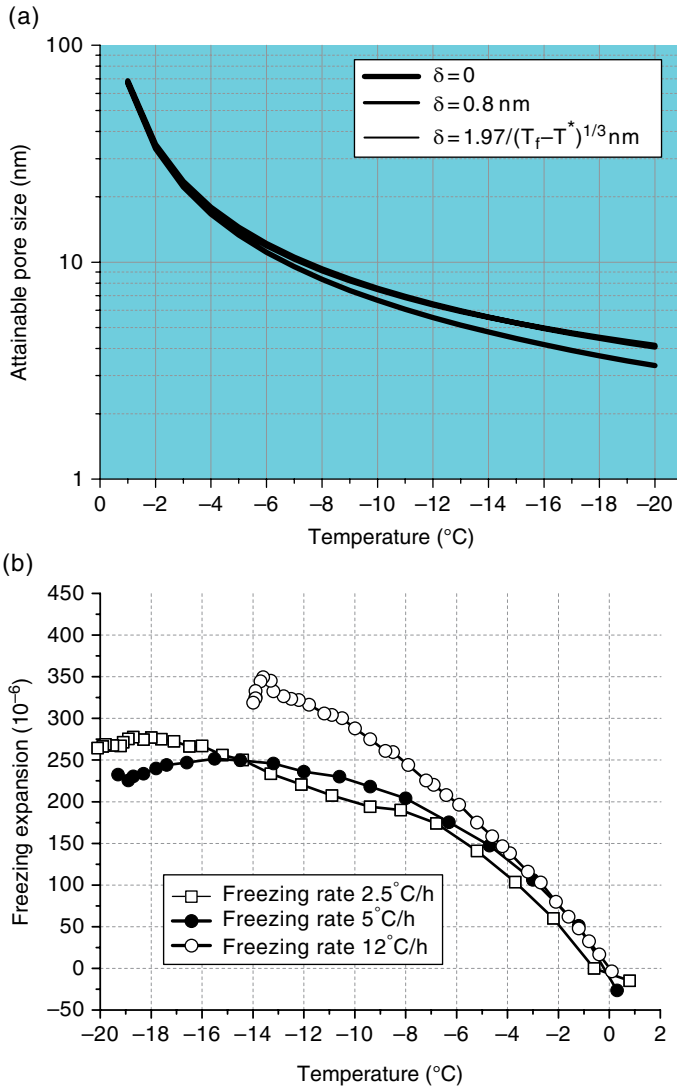 (a)
100
10
1
Attainable pore size (nm)
δ=0
δ=0.8 nm
δ=1.97/(T_f–T*)^1/3 nm
0 –2 –4 –6 –8 –10 –12 –14 –16 –18 –20
Temperature (°C)
(b)
450
400
350
300
250
200
150
100
50
0
–50
Freezing expansion (10⁻⁶)
Freezing rate 2.5°C/h
Freezing rate 5°C/h
Freezing rate 12°C/h
–20 –18 –16 –14 –12 –10 –8 –6 –4 –2 0 2
Temperature (°C)